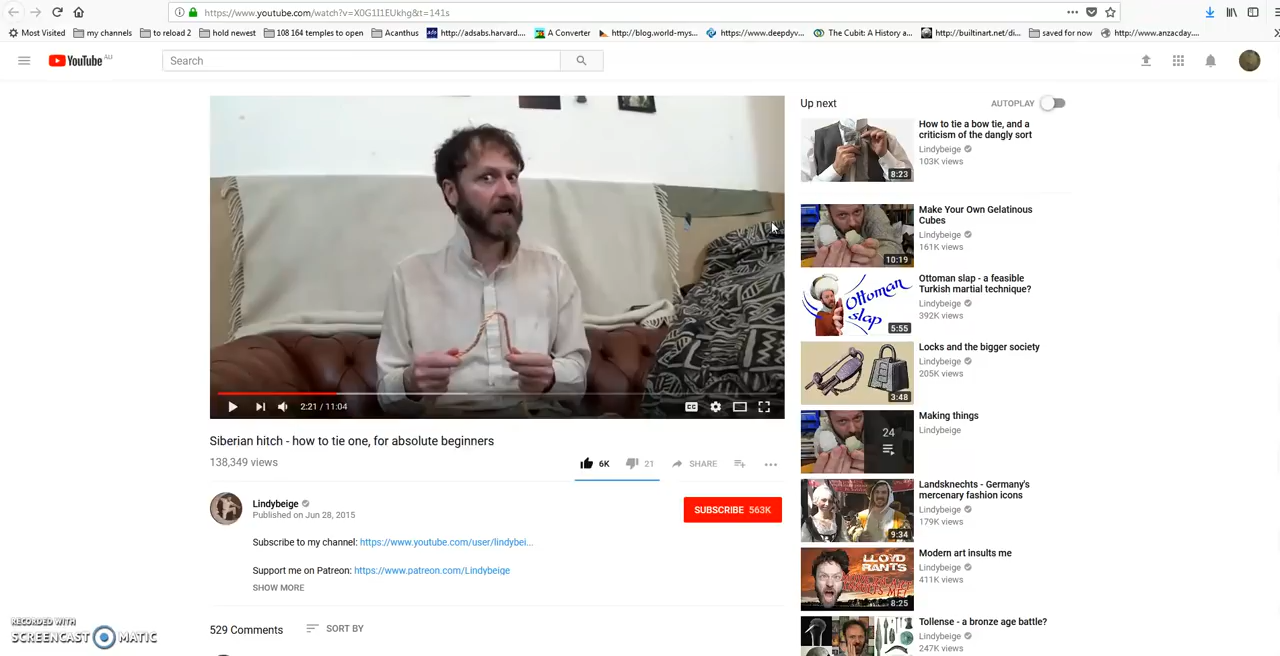 https://www.youtube.com/watch?v=X0G1I1EUkhg&t=141s
Most Visited
my channels
to reload 2
hold newest
108 164 temples to open
Acanthus
http://adsabs.harvard....
A Converter
http://blog.world-mys...
https://www.deepdyv...
The Cubit: A History a...
http://builtinart.net/di...
saved for now
http://www.anzacday....
YouTube AU
Search
2:21 / 11:04
CC
Siberian hitch - how to tie one, for absolute beginners
138,349 views
6K
21
SHARE
Lindybeige
Published on Jun 28, 2015
SUBSCRIBE 563K
Subscribe to my channel: https://www.youtube.com/user/lindybei...
Support me on Patreon: https://www.patreon.com/Lindybeige
SHOW MORE
529 Comments
SORT BY
RECORDED WITH
SCREENCAST MATIC
Up next
AUTOPLAY
How to tie a bow tie, and a
criticism of the dangly sort
Lindybeige
103K views
8:23
Make Your Own Gelatinous
Cubes
Lindybeige
161K views
10:19
Ottoman slap - a feasible
Turkish martial technique?
Lindybeige
392K views
Ottoman
slap
5:55
Locks and the bigger society
Lindybeige
205K views
3:48
Making things
Lindybeige
24
Landsknechts - Germany's
mercenary fashion icons
Lindybeige
179K views
9:34
Modern art insults me
Lindybeige
411K views
LLOYD
RANTS
8:25
Tollense - a bronze age battle?
Lindybeige
247K views